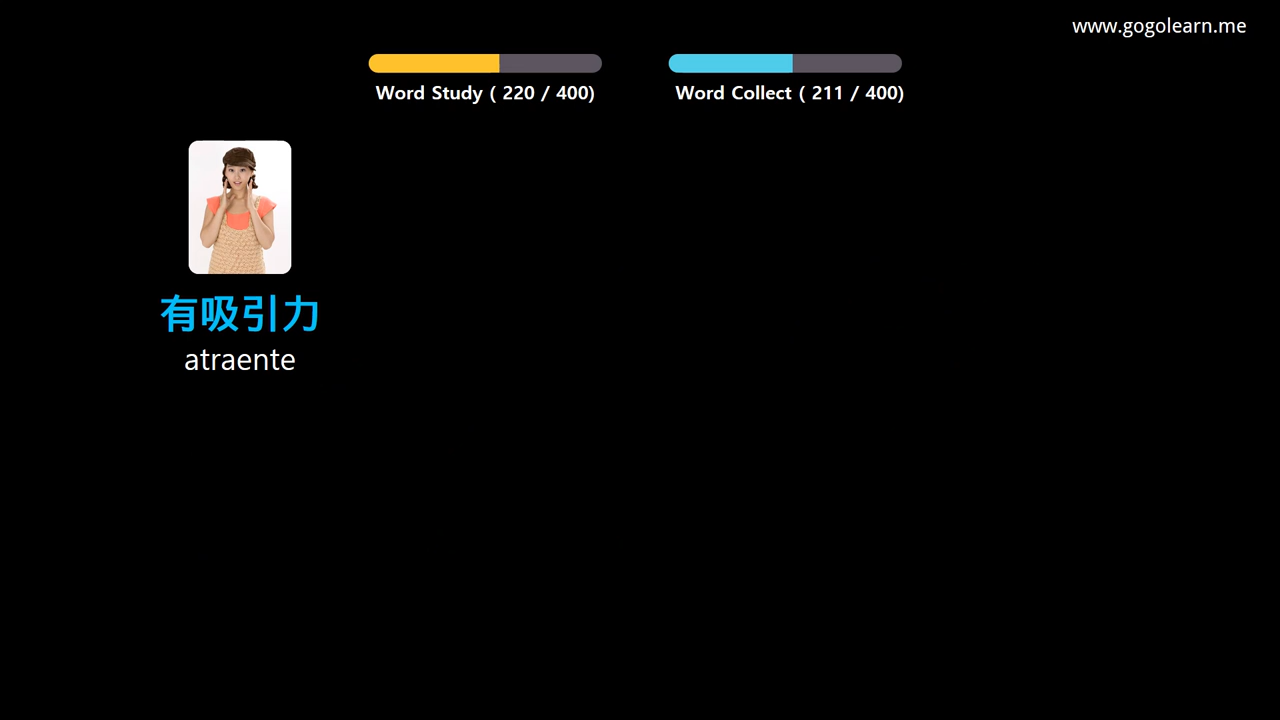 www.gogolearn.me
Word Study ( 220 / 400)
Word Collect ( 211 / 400)
有吸引力
atraente